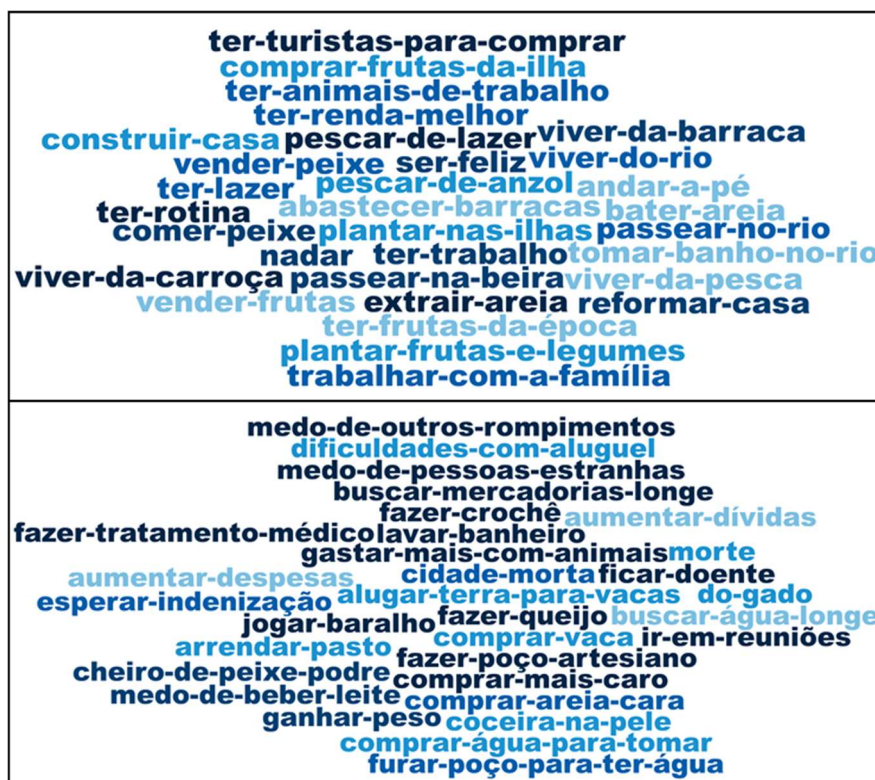 ter-turistas-para-comprar
comprar-frutas-da-ilha
ter-animais-de-trabalho
ter-renda-melhor
construir-casa pescar-de-lazer viver-da-barraca
vender-peixe ser-feliz viver-do-rio
ter-lazer pescar-de-anzol andar-a-pé
ter-rotina abastecer-barracas bater-areia
comer-peixe plantar-nas-ilhas passear-no-rio
nadar ter-trabalho tomar-banho-no-rio
viver-da-carroça passear-na-beira viver-da-pesca
vender-frutas extrair-areia reformar-casa
ter-frutas-da-época
plantar-frutas-e-legumes
trabalhar-com-a-família
medo-de-outros-rompimentos
dificuldades-com-aluguel
medo-de-pessoas-estranhas
buscar-mercadorias-longe
fazer-crochê aumentar-dívidas
fazer-tratamento-médico lavar-banheiro
gastar-mais-com-animais morte
aumentar-despesas cidade-morta ficar-doente
esperar-indenização alugar-terra-para-vacas do-gado
jogar-baralho fazer-queijo buscar-água-longe
arrendar-pasto comprar-vaca ir-em-reuniões
cheiro-de-peixe-podre fazer-poço-artesiano
comprar-mais-caro
medo-de-beber-leite comprar-areia-cara
ganhar-peso coceira-na-pele
comprar-água-para-tomar
furar-poço-para-ter-água